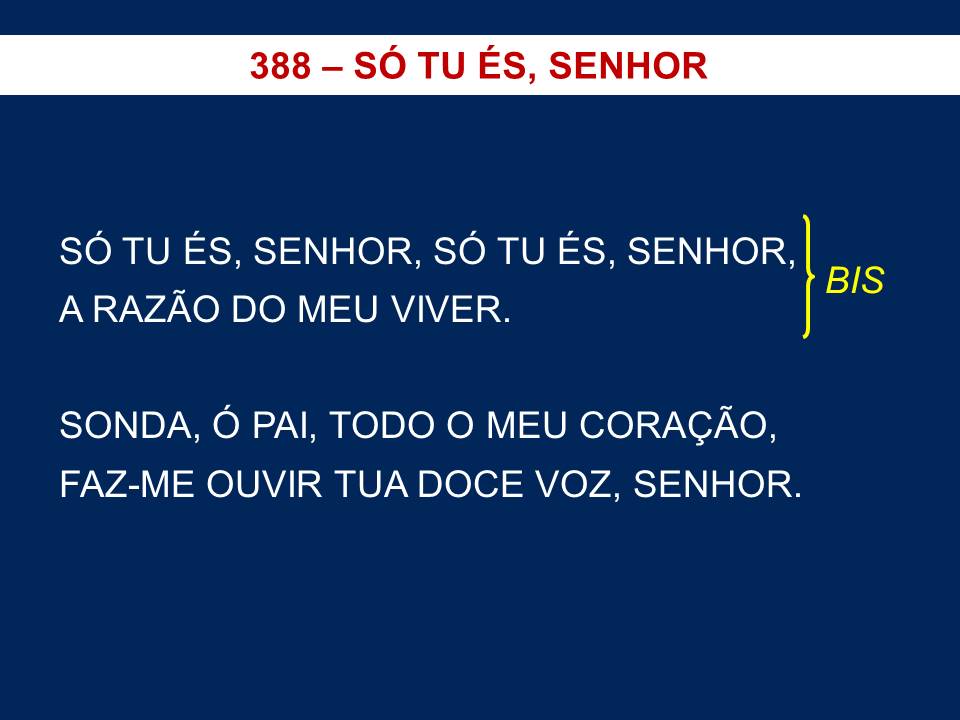 388 – SÓ TU ÉS, SENHOR
SÓ TU ÉS, SENHOR, SÓ TU ÉS, SENHOR,
A RAZÃO DO MEU VIVER.
BIS
SONDA, Ó PAI, TODO O MEU CORAÇÃO,
FAZ-ME OUVIR TUA DOCE VOZ, SENHOR.